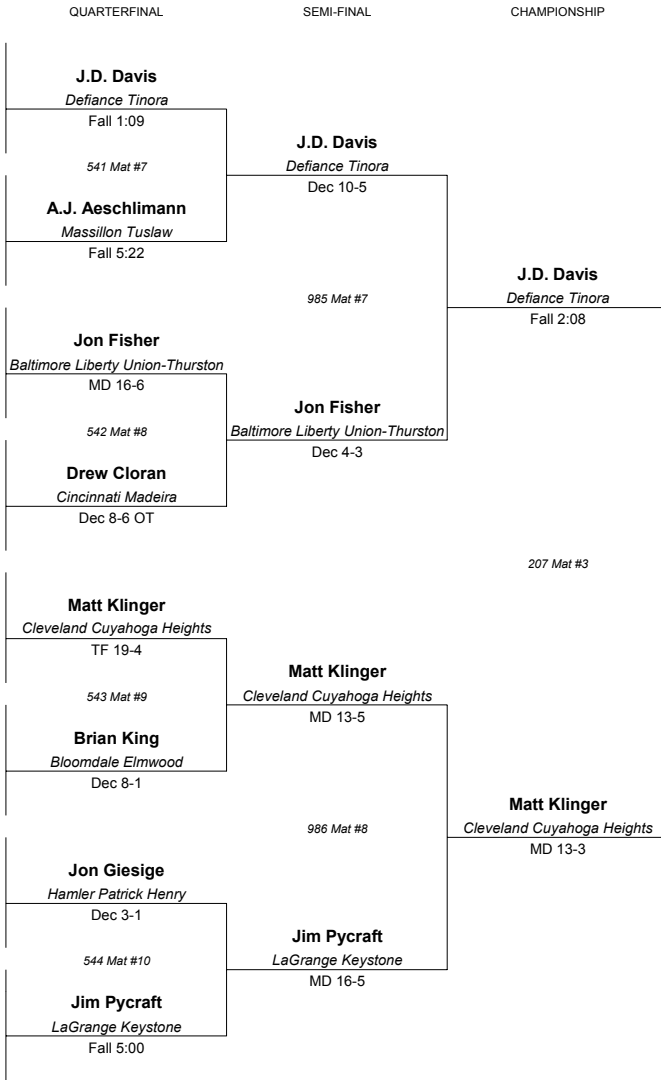 QUARTERFINAL
SEMI-FINAL
CHAMPIONSHIP
J.D. Davis
Defiance Tinora
Fall 1:09
541 Mat #7
A.J. Aeschlimann
Massillon Tuslaw
Fall 5:22
J.D. Davis
Defiance Tinora
Dec 10-5
985 Mat #7
J.D. Davis
Defiance Tinora
Fall 2:08
Jon Fisher
Baltimore Liberty Union-Thurston
MD 16-6
542 Mat #8
Drew Cloran
Cincinnati Madeira
Dec 8-6 OT
Jon Fisher
Baltimore Liberty Union-Thurston
Dec 4-3
207 Mat #3
Matt Klinger
Cleveland Cuyahoga Heights
TF 19-4
543 Mat #9
Brian King
Bloomdale Elmwood
Dec 8-1
Matt Klinger
Cleveland Cuyahoga Heights
MD 13-5
986 Mat #8
Matt Klinger
Cleveland Cuyahoga Heights
MD 13-3
Jon Giesige
Hamler Patrick Henry
Dec 3-1
544 Mat #10
Jim Pycraft
LaGrange Keystone
Fall 5:00
Jim Pycraft
LaGrange Keystone
MD 16-5